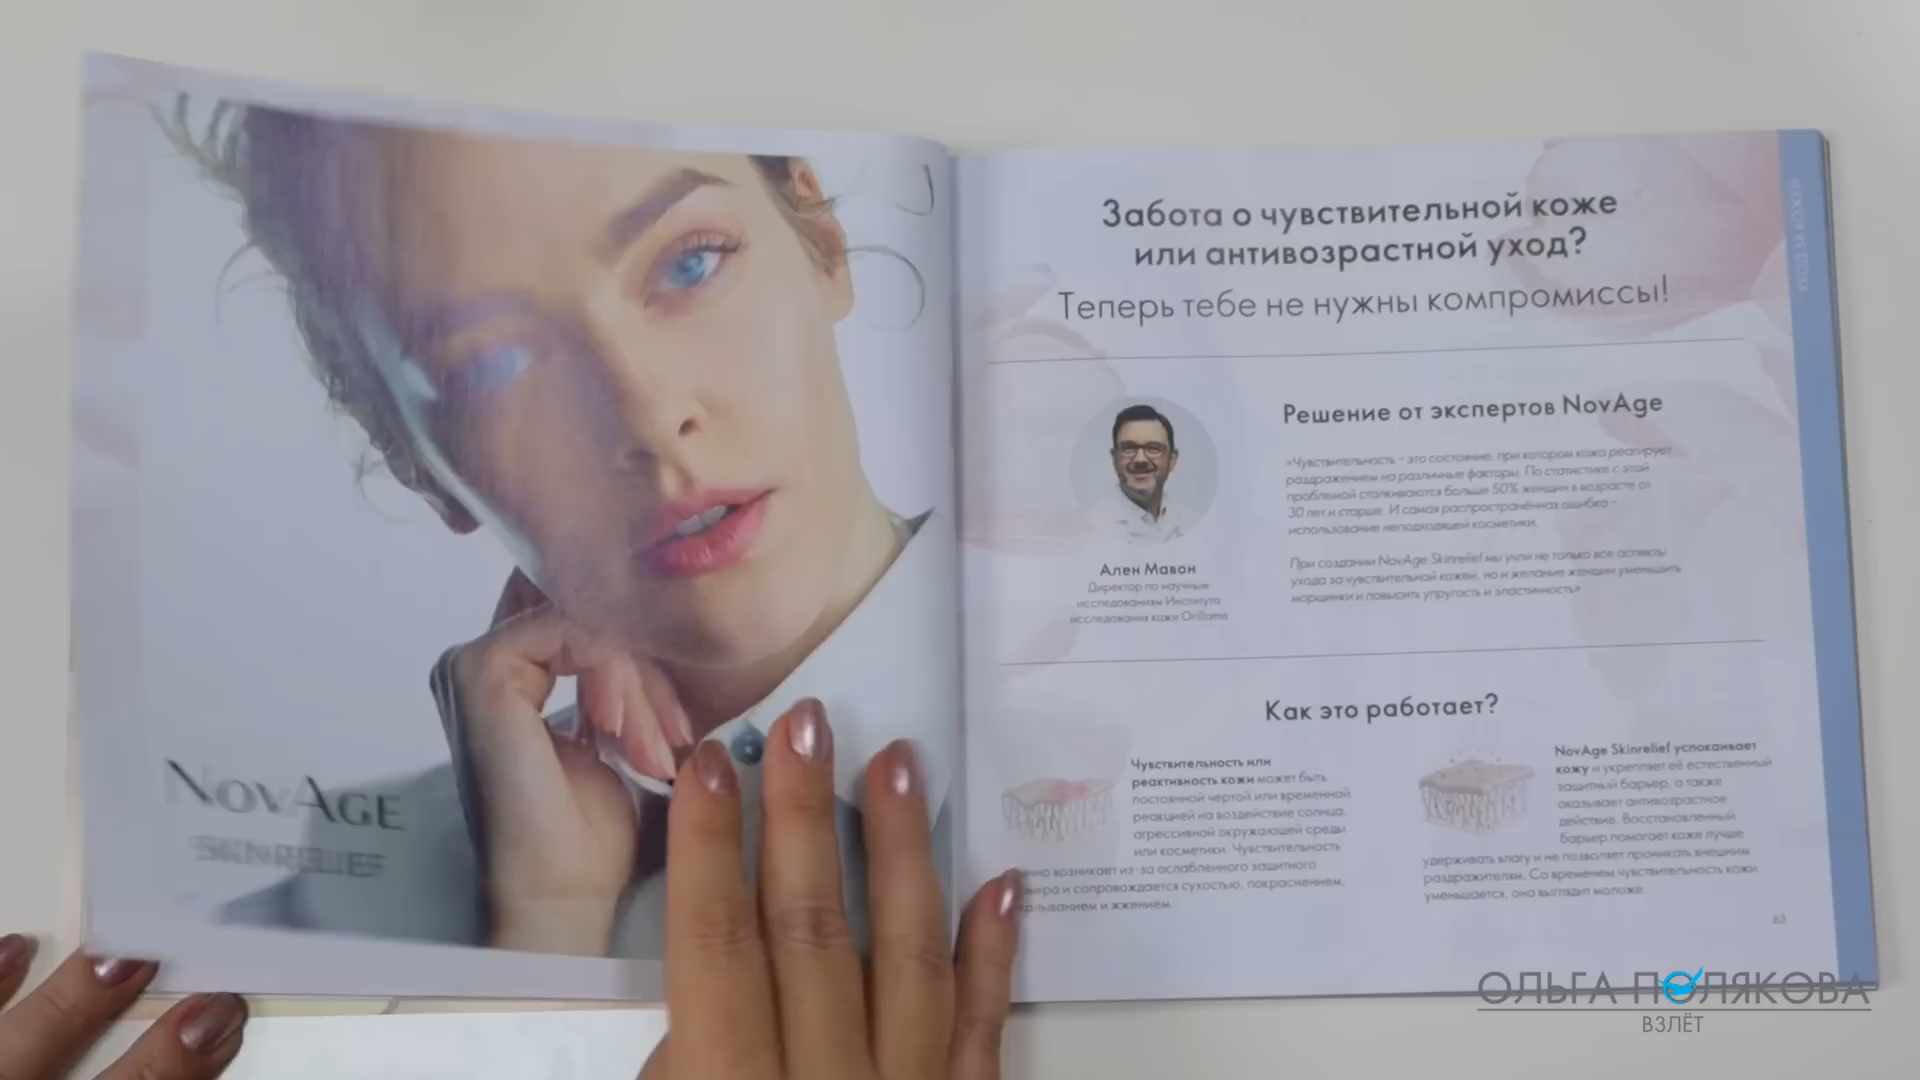 NOVAGE
SKINRELIEF
Забота о чувствительной коже
или антивозрастной уход?
Теперь тебе не нужны компромиссы!
УХОД ЗА КОЖЕЙ
Решение от экспертов NovAge
«Чувствительность – это состояние, при котором кожа реагирует
раздражением на различные факторы. По статистике с этой
проблемой сталкиваются больше 50% женщин в возрасте от
30 лет и старше. И самая распространённая ошибка –
использование неподходящей косметики.
При создании NovAge Skinrelief мы учли не только все аспекты
ухода за чувствительной кожей, но и желание женщин уменьшить
морщинки и повысить упругость и эластичность»
Ален Мавон
Директор по научным
исследованиям Института
исследования кожи Oriflame
Как это работает?
Чувствительность или
реактивность кожи может быть
постоянной чертой или временной
реакцией на воздействие солнца,
агрессивной окружающей среды
или косметики. Чувствительность
возникает из-за ослабленного защитного
и сопровождается сухостью, покраснением,
и жжением.
NovAge Skinrelief успокаивает
кожу и укрепляет её естественный
защитный барьер, а также
оказывает антивозрастное
действие. Восстановленный
барьер помогает коже лучше
удерживать влагу и не позволяет проникать внешним
раздражителям. Со временем чувствительность кожи
уменьшается, она выглядит моложе.
63
ОЛЬГА ПОЛЯКОВА
ВЗЛЁТ